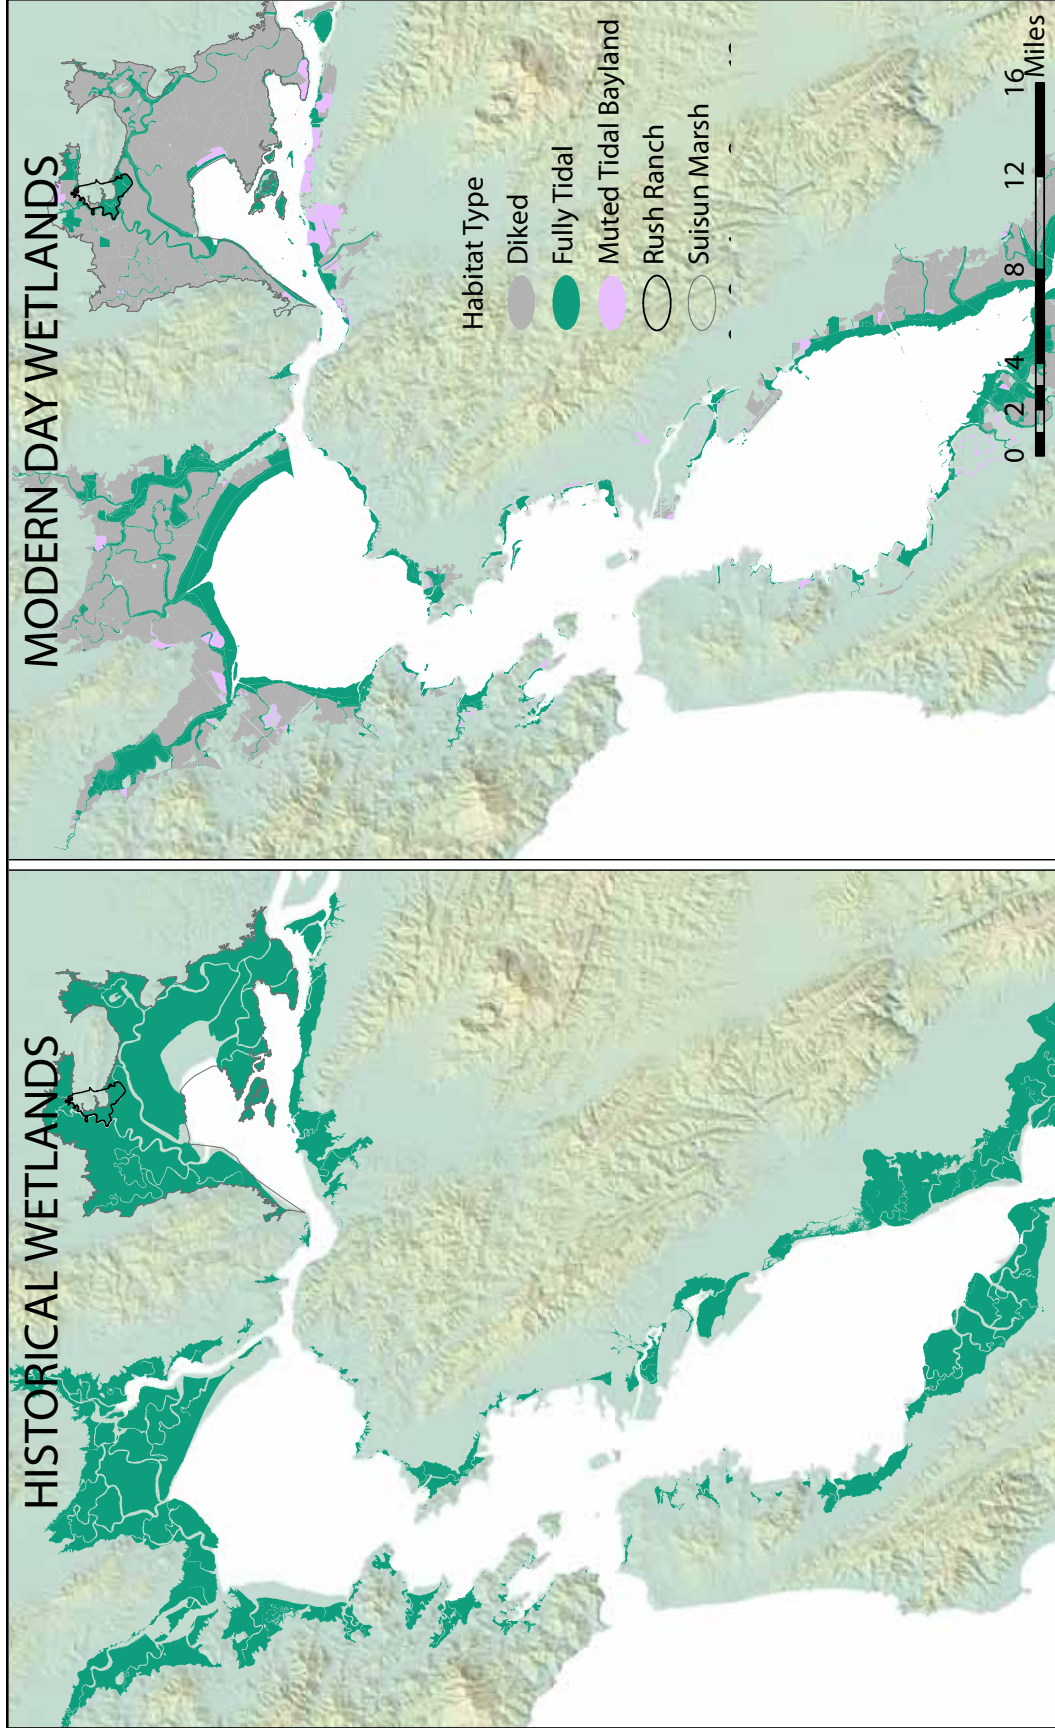 HISTORICAL WETLANDS
MODERN DAY WETLANDS
Habitat Type
Diked
Fully Tidal
Muted Tidal Bayland
Rush Ranch
Suisun Marsh
0 2 4 8 12 16
Miles